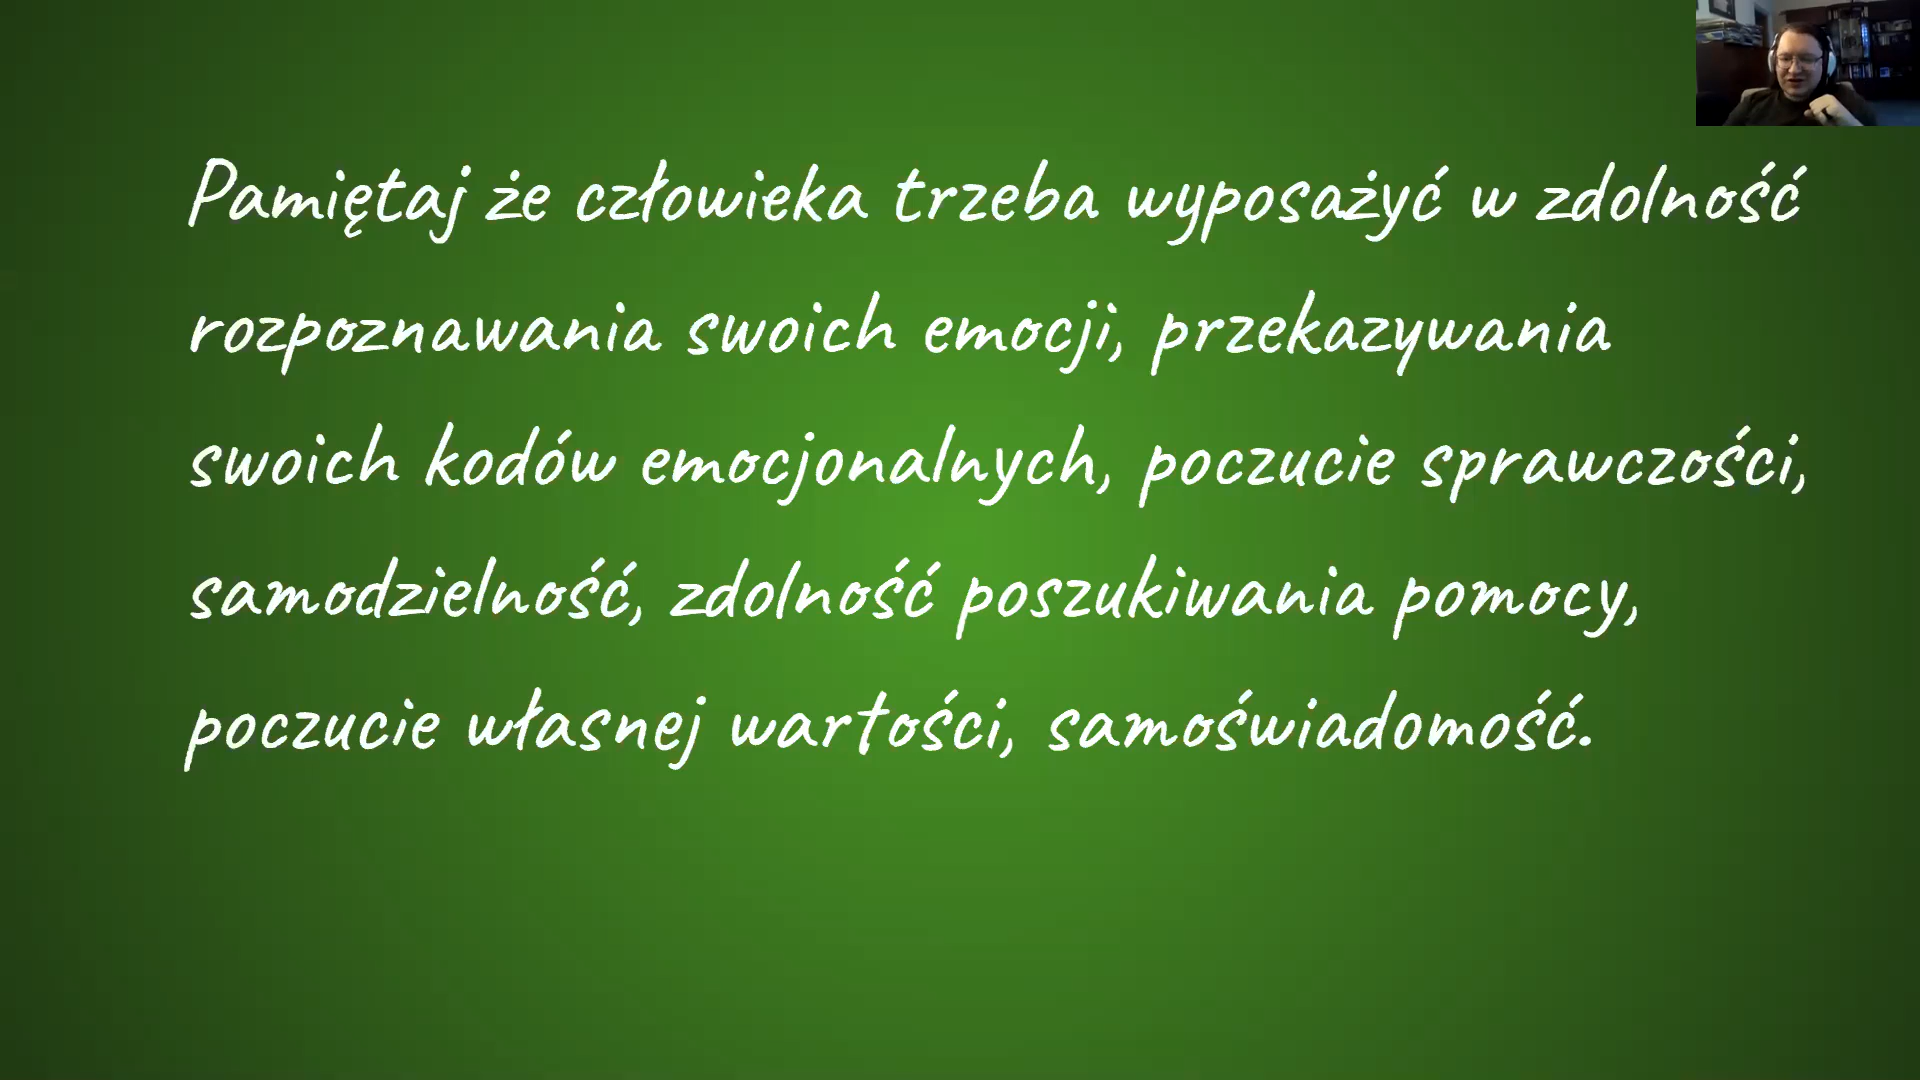 Pamiętaj że człowieka trzeba wyposażyć w zdolność
rozpoznawania swoich emocji, przekazywania
swoich kodów emocjonalnych, poczucie sprawczości,
samodzielność, zdolność poszukiwania pomocy,
poczucie własnej wartości, samoświadomość.